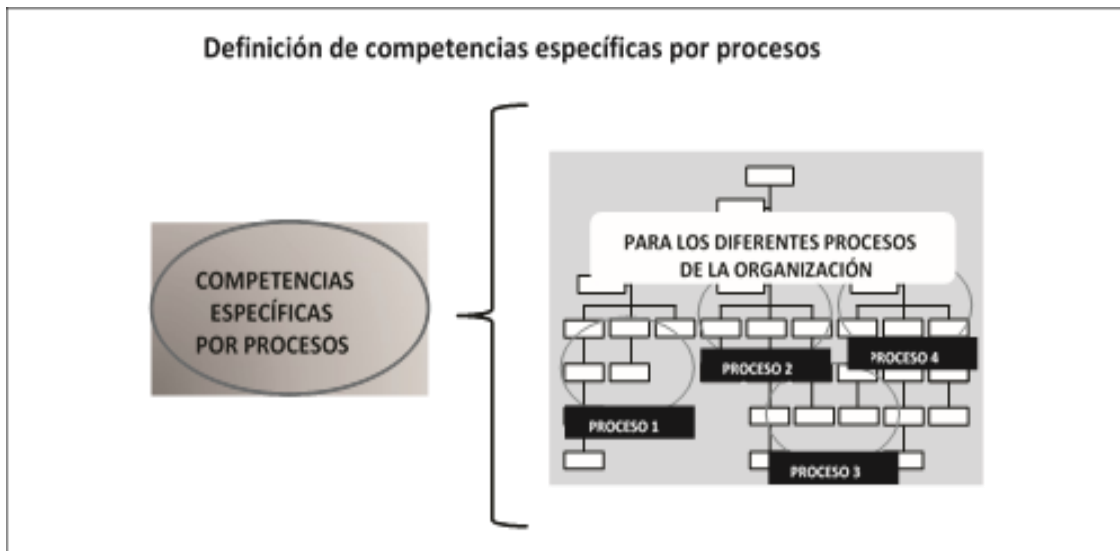 Definición de competencias específicas por procesos
COMPETENCIAS
ESPECÍFICAS
POR PROCESOS
PARA LOS DIFERENTES PROCESOS
DE LA ORGANIZACIÓN
PROCESO 2
PROCESO 4
PROCESO 1
PROCESO 3